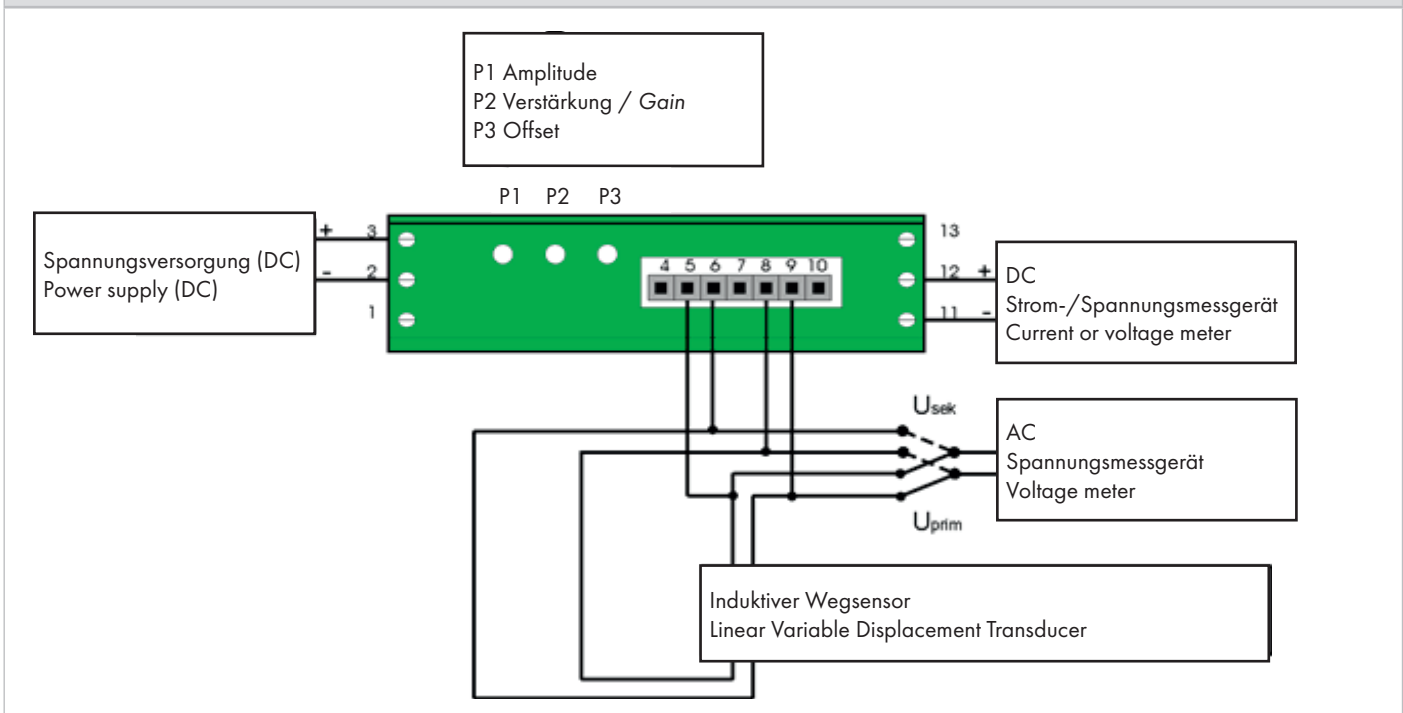 P1 Amplitude
P2 Verstärkung / Gain
P3 Offset
P1 P2 P3
Spannungsversorgung (DC)
Power supply (DC)
+ 3
- 2
1
4 5 6 7 8 9 10
13
12 +
11 -
DC
Strom-/Spannungsmessgerät
Current or voltage meter
Usek
AC
Spannungsmessgerät
Voltage meter
Uprim
Induktiver Wegsensor
Linear Variable Displacement Transducer